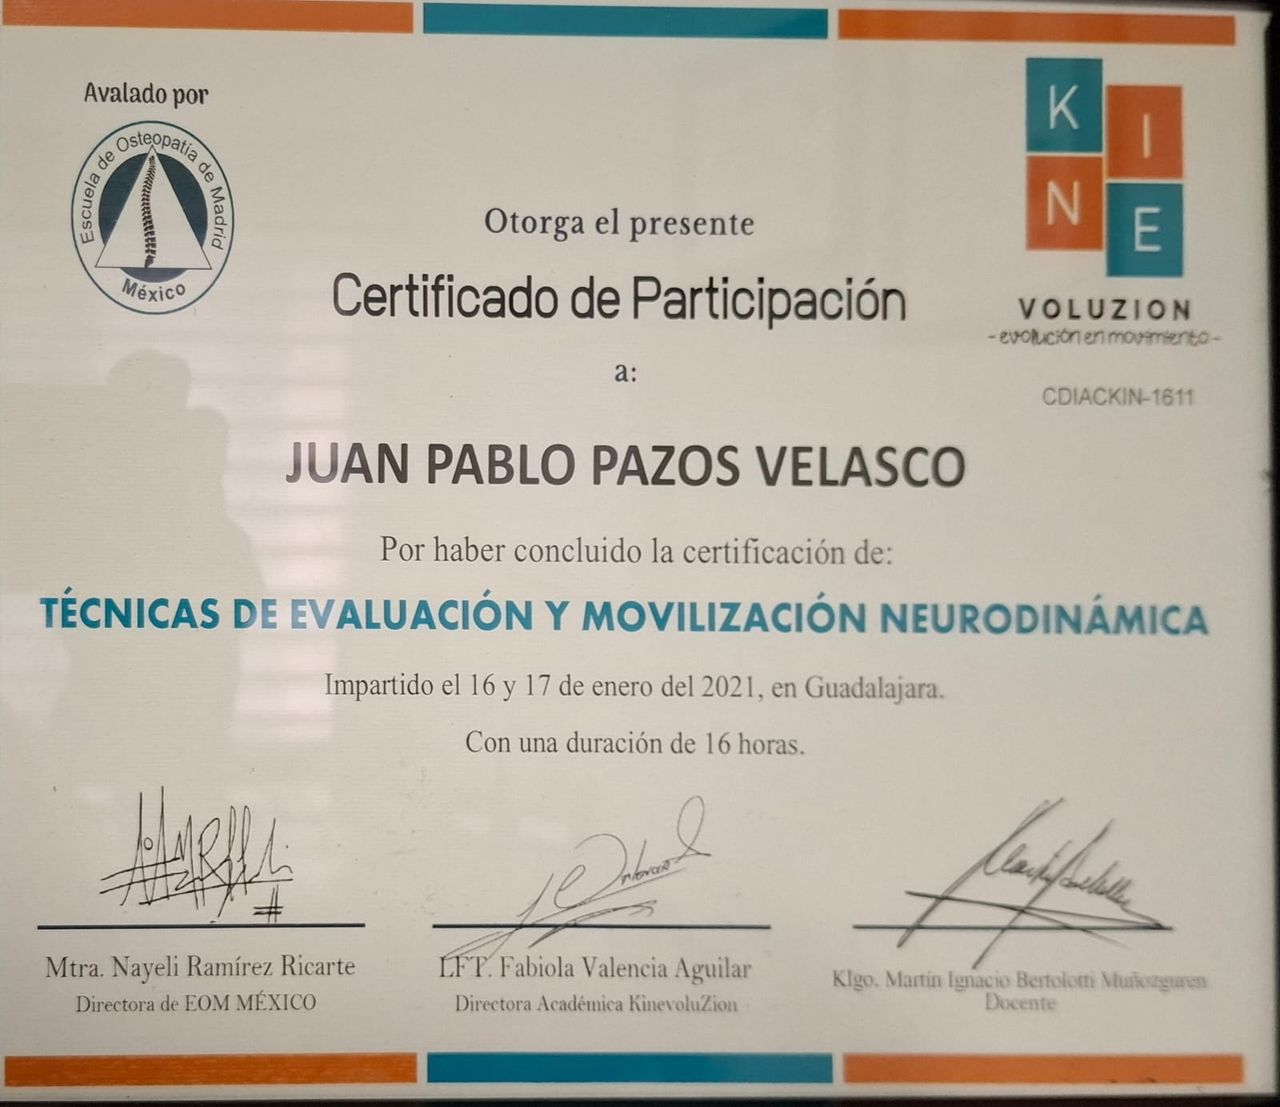 Avalado por
Escuela de Osteopatía de Madrid
México
K
I
N
E
VOLUZION
-evolución en movimiento-
CDIACKIN-1611
Otorga el presente
Certificado de Participación
a:
JUAN PABLO PAZOS VELASCO
Por haber concluido la certificación de:
TÉCNICAS DE EVALUACIÓN Y MOVILIZACIÓN NEURODINÁMICA
Impartido el 16 y 17 de enero del 2021, en Guadalajara.
Con una duración de 16 horas.
Mtra. Nayeli Ramírez Ricarte
Directora de EOM MÉXICO
LFT. Fabiola Valencia Aguilar
Directora Académica KinevoluZion
Klgo. Martín Ignacio Bertolotti Muñozguren
Docente